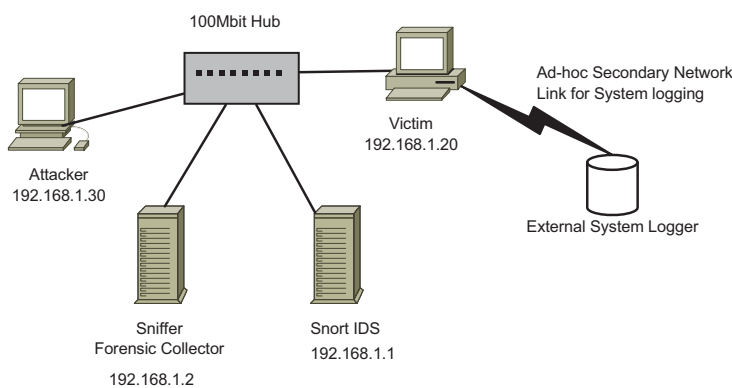 100Mbit Hub
Ad-hoc Secondary Network
Link for System logging
Victim
192.168.1.20
Attacker
192.168.1.30
External System Logger
Sniffer
Forensic Collector
192.168.1.2
Snort IDS
192.168.1.1